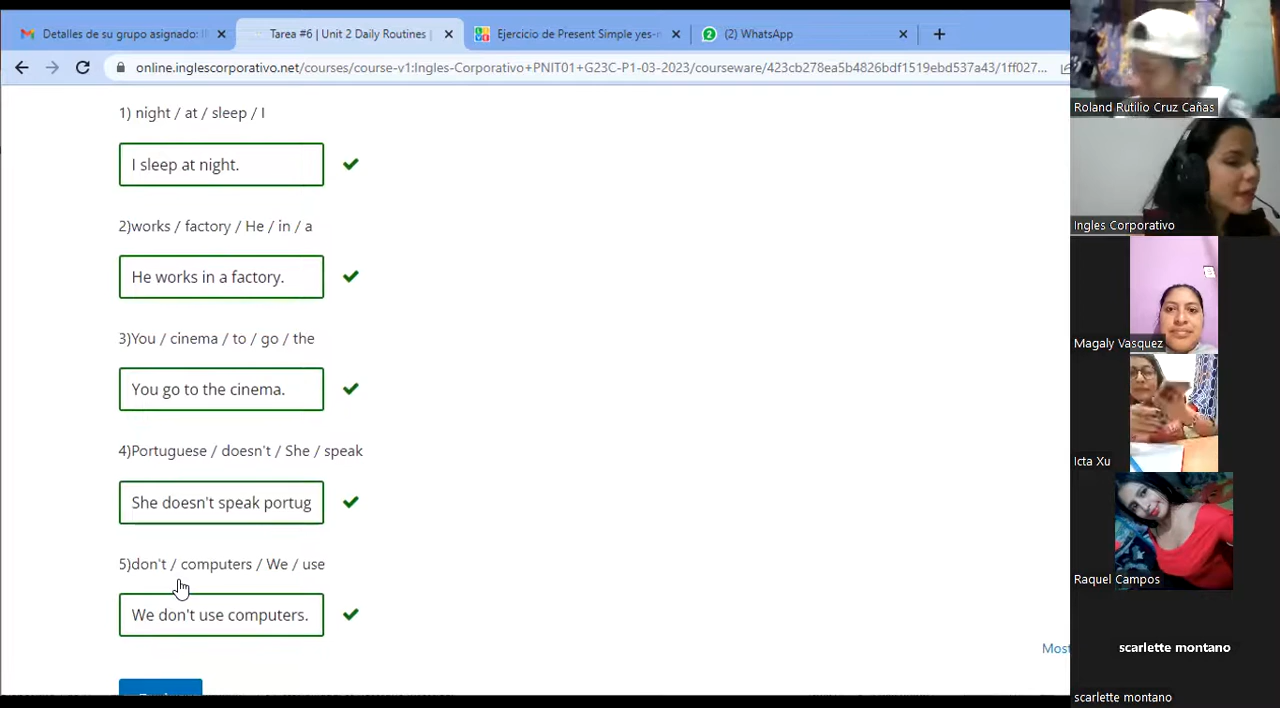 Detalles de su grupo asignado: I
Tarea #6 | Unit 2 Daily Routines |
Ejercicio de Present Simple yes-n
(2) WhatsApp
online.inglescorporativo.net/courses/course-v1:Ingles-Corporativo+PNIT01+G23C-P1-03-2023/courseware/423cb278ea5b4826bdf1519ebd537a43/1ff027...
1) night / at / sleep / I
I sleep at night.
2)works / factory / He / in / a
He works in a factory.
3)You / cinema / to / go / the
You go to the cinema.
4)Portuguese / doesn't / She / speak
She doesn't speak portug
5)don't / computers / We / use
We don't use computers.
Most
Roland Rutilio Cruz Cañas
Ingles Corporativo
Magaly Vasquez
Icta Xu
Raquel Campos
scarlette montano
scarlette montano